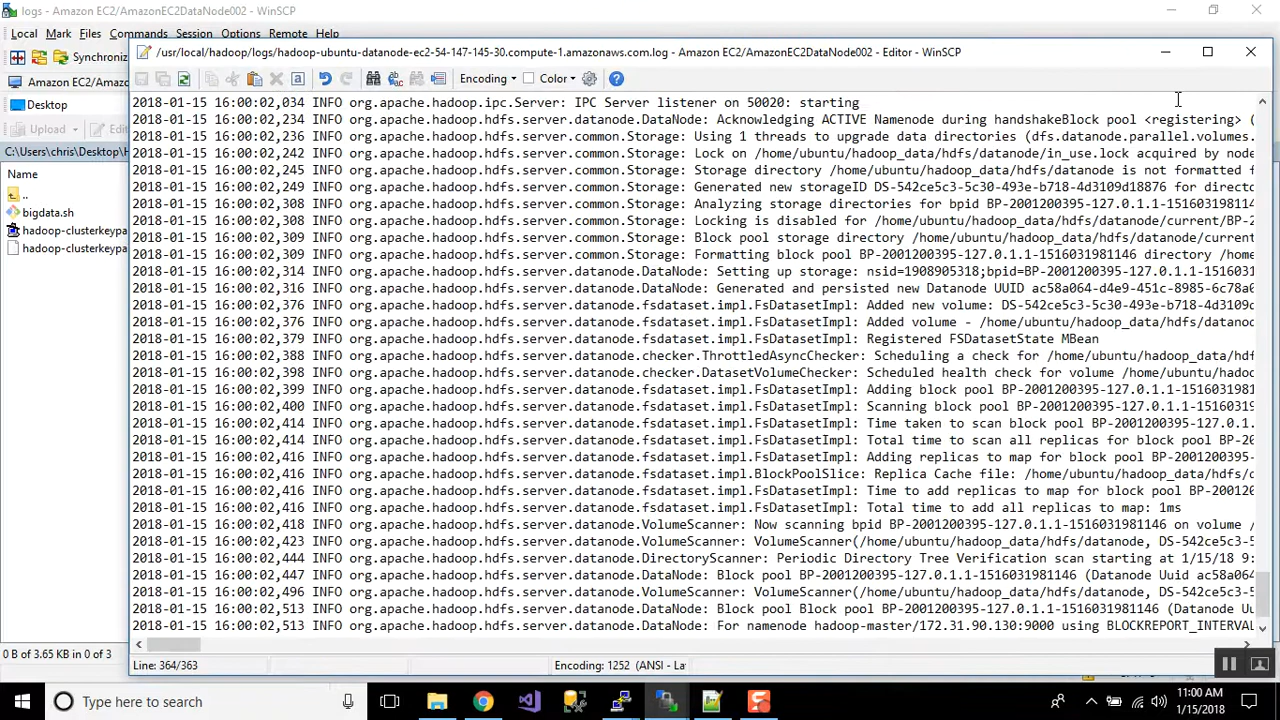 logs - Amazon EC2/AmazonEC2DataNode002 - WinSCP
Local Mark Files Commands Session Options Remote Help
Synchroniz
Amazon EC2/Amaz
Desktop
Upload Edit
C:\Users\chris\Desktop\H
Name
..
bigdata.sh
hadoop-clusterkeypa
hadoop-clusterkeypa
0 B of 3.65 KB in 0 of 3
/usr/local/hadoop/logs/hadoop-ubuntu-datanode-ec2-54-147-145-30.compute-1.amazonaws.com.log - Amazon EC2/AmazonEC2DataNode002 - Editor - WinSCP
Encoding Color
2018-01-15 16:00:02,034 INFO org.apache.hadoop.ipc.Server: IPC Server listener on 50020: starting
2018-01-15 16:00:02,234 INFO org.apache.hadoop.hdfs.server.datanode.DataNode: Acknowledging ACTIVE Namenode during handshakeBlock pool <registering> (
2018-01-15 16:00:02,236 INFO org.apache.hadoop.hdfs.server.common.Storage: Using 1 threads to upgrade data directories (dfs.datanode.parallel.volumes.
2018-01-15 16:00:02,242 INFO org.apache.hadoop.hdfs.server.common.Storage: Lock on /home/ubuntu/hadoop_data/hdfs/datanode/in_use.lock acquired by node
2018-01-15 16:00:02,245 INFO org.apache.hadoop.hdfs.server.common.Storage: Storage directory /home/ubuntu/hadoop_data/hdfs/datanode is not formatted f
2018-01-15 16:00:02,249 INFO org.apache.hadoop.hdfs.server.common.Storage: Generated new storageID DS-542ce5c3-5c30-493e-b718-4d3109d18876 for directo
2018-01-15 16:00:02,308 INFO org.apache.hadoop.hdfs.server.common.Storage: Analyzing storage directories for bpid BP-2001200395-127.0.1.1-151603198114
2018-01-15 16:00:02,308 INFO org.apache.hadoop.hdfs.server.common.Storage: Locking is disabled for /home/ubuntu/hadoop_data/hdfs/datanode/current/BP-2
2018-01-15 16:00:02,309 INFO org.apache.hadoop.hdfs.server.common.Storage: Block pool storage directory /home/ubuntu/hadoop_data/hdfs/datanode/current
2018-01-15 16:00:02,309 INFO org.apache.hadoop.hdfs.server.common.Storage: Formatting block pool BP-2001200395-127.0.1.1-1516031981146 directory /home
2018-01-15 16:00:02,314 INFO org.apache.hadoop.hdfs.server.datanode.DataNode: Setting up storage: nsid=1908905318;bpid=BP-2001200395-127.0.1.1-1516031
2018-01-15 16:00:02,316 INFO org.apache.hadoop.hdfs.server.datanode.DataNode: Generated and persisted new Datanode UUID ac58a064-d4e9-451c-8985-6c78a0
2018-01-15 16:00:02,376 INFO org.apache.hadoop.hdfs.server.datanode.fsdataset.impl.FsDatasetImpl: Added new volume: DS-542ce5c3-5c30-493e-b718-4d3109d
2018-01-15 16:00:02,376 INFO org.apache.hadoop.hdfs.server.datanode.fsdataset.impl.FsDatasetImpl: Added volume - /home/ubuntu/hadoop_data/hdfs/datanod
2018-01-15 16:00:02,379 INFO org.apache.hadoop.hdfs.server.datanode.fsdataset.impl.FsDatasetImpl: Registered FSDatasetState MBean
2018-01-15 16:00:02,388 INFO org.apache.hadoop.hdfs.server.datanode.checker.ThrottledAsyncChecker: Scheduling a check for /home/ubuntu/hadoop_data/hdf
2018-01-15 16:00:02,398 INFO org.apache.hadoop.hdfs.server.datanode.checker.DatasetVolumeChecker: Scheduled health check for volume /home/ubuntu/hadoo
2018-01-15 16:00:02,399 INFO org.apache.hadoop.hdfs.server.datanode.fsdataset.impl.FsDatasetImpl: Adding block pool BP-2001200395-127.0.1.1-1516031981
2018-01-15 16:00:02,400 INFO org.apache.hadoop.hdfs.server.datanode.fsdataset.impl.FsDatasetImpl: Scanning block pool BP-2001200395-127.0.1.1-15160319
2018-01-15 16:00:02,414 INFO org.apache.hadoop.hdfs.server.datanode.fsdataset.impl.FsDatasetImpl: Time taken to scan block pool BP-2001200395-127.0.1.
2018-01-15 16:00:02,414 INFO org.apache.hadoop.hdfs.server.datanode.fsdataset.impl.FsDatasetImpl: Total time to scan all replicas for block pool BP-20
2018-01-15 16:00:02,416 INFO org.apache.hadoop.hdfs.server.datanode.fsdataset.impl.FsDatasetImpl: Adding replicas to map for block pool BP-2001200395-
2018-01-15 16:00:02,416 INFO org.apache.hadoop.hdfs.server.datanode.fsdataset.impl.BlockPoolSlice: Replica Cache file: /home/ubuntu/hadoop_data/hdfs/d
2018-01-15 16:00:02,416 INFO org.apache.hadoop.hdfs.server.datanode.fsdataset.impl.FsDatasetImpl: Time to add replicas to map for block pool BP-200120
2018-01-15 16:00:02,416 INFO org.apache.hadoop.hdfs.server.datanode.fsdataset.impl.FsDatasetImpl: Total time to add all replicas to map: 1ms
2018-01-15 16:00:02,418 INFO org.apache.hadoop.hdfs.server.datanode.VolumeScanner: Now scanning bpid BP-2001200395-127.0.1.1-1516031981146 on volume /
2018-01-15 16:00:02,423 INFO org.apache.hadoop.hdfs.server.datanode.VolumeScanner: VolumeScanner(/home/ubuntu/hadoop_data/hdfs/datanode, DS-542ce5c3-5
2018-01-15 16:00:02,444 INFO org.apache.hadoop.hdfs.server.datanode.DirectoryScanner: Periodic Directory Tree Verification scan starting at 1/15/18 9:
2018-01-15 16:00:02,447 INFO org.apache.hadoop.hdfs.server.datanode.DataNode: Block pool BP-2001200395-127.0.1.1-1516031981146 (Datanode Uuid ac58a064
2018-01-15 16:00:02,496 INFO org.apache.hadoop.hdfs.server.datanode.VolumeScanner: VolumeScanner(/home/ubuntu/hadoop_data/hdfs/datanode, DS-542ce5c3-5
2018-01-15 16:00:02,513 INFO org.apache.hadoop.hdfs.server.datanode.DataNode: Block pool Block pool BP-2001200395-127.0.1.1-1516031981146 (Datanode Uu
2018-01-15 16:00:02,513 INFO org.apache.hadoop.hdfs.server.datanode.DataNode: For namenode hadoop-master/172.31.90.130:9000 using BLOCKREPORT_INTERVAL
Line: 364/363
Encoding: 1252 (ANSI - La
Type here to search
11:00 AM
1/15/2018